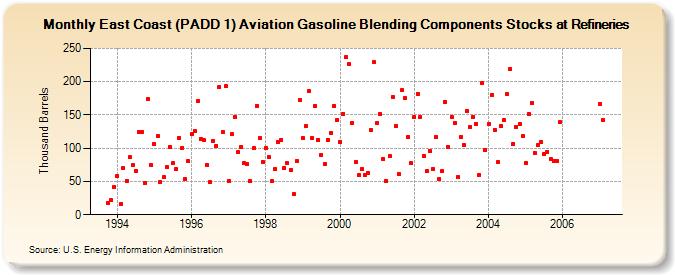 Monthly East Coast (PADD 1) Aviation Gasoline Blending Components Stocks at Refineries
Thousand Barrels
250
200
150
100
50
0
1994 1996 1998 2000 2002 2004 2006
Source: U.S. Energy Information Administration